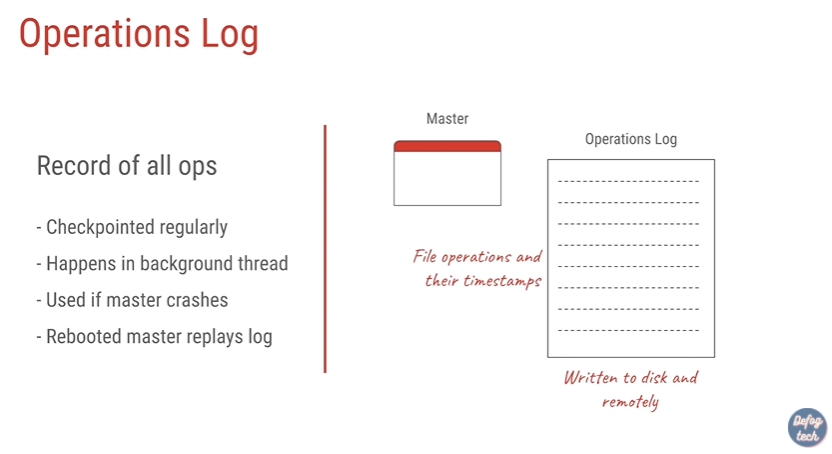 Operations Log
Record of all ops
- Checkpointed regularly
- Happens in background thread
- Used if master crashes
- Rebooted master replays log
Master
Operations Log
File operations and
their timestamps
Written to disk and
remotely
Defog
tech